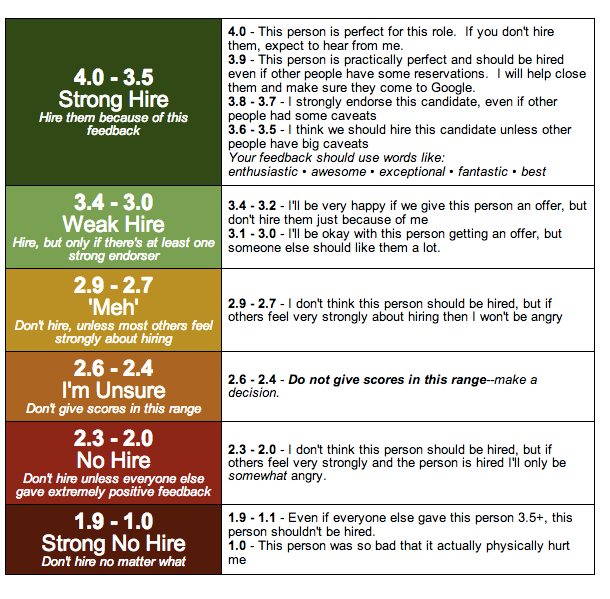 4.0 - 3.5
Strong Hire
Hire them because of this
feedback
4.0 - This person is perfect for this role.  If you don't hire
them, expect to hear from me.
3.9 - This person is practically perfect and should be hired
even if other people have some reservations.  I will help close
them and make sure they come to Google.
3.8 - 3.7 - I strongly endorse this candidate, even if other
people had some caveats
3.6 - 3.5 - I think we should hire this candidate unless other
people have big caveats
Your feedback should use words like:
enthusiastic • awesome • exceptional • fantastic • best
3.4 - 3.0
Weak Hire
Hire, but only if there's at least one
strong endorser
3.4 - 3.2 - I'll be very happy if we give this person an offer, but
don't hire them just because of me
3.1 - 3.0 - I'll be okay with this person getting an offer, but
someone else should like them a lot.
2.9 - 2.7
'Meh'
Don't hire, unless most others feel
strongly about hiring
2.9 - 2.7 - I don't think this person should be hired, but if
others feel very strongly about hiring then I won't be angry
2.6 - 2.4
I'm Unsure
Don't give scores in this range
2.6 - 2.4 - Do not give scores in this range--make a
decision.
2.3 - 2.0
No Hire
Don't hire unless everyone else
gave extremely positive feedback
2.3 - 2.0 - I don't think this person should be hired, but if
others feel very strongly and the person is hired I'll only be
somewhat angry.
1.9 - 1.0
Strong No Hire
Don't hire no matter what
1.9 - 1.1 - Even if everyone else gave this person 3.5+, this
person shouldn't be hired.
1.0 - This person was so bad that it actually physically hurt
me